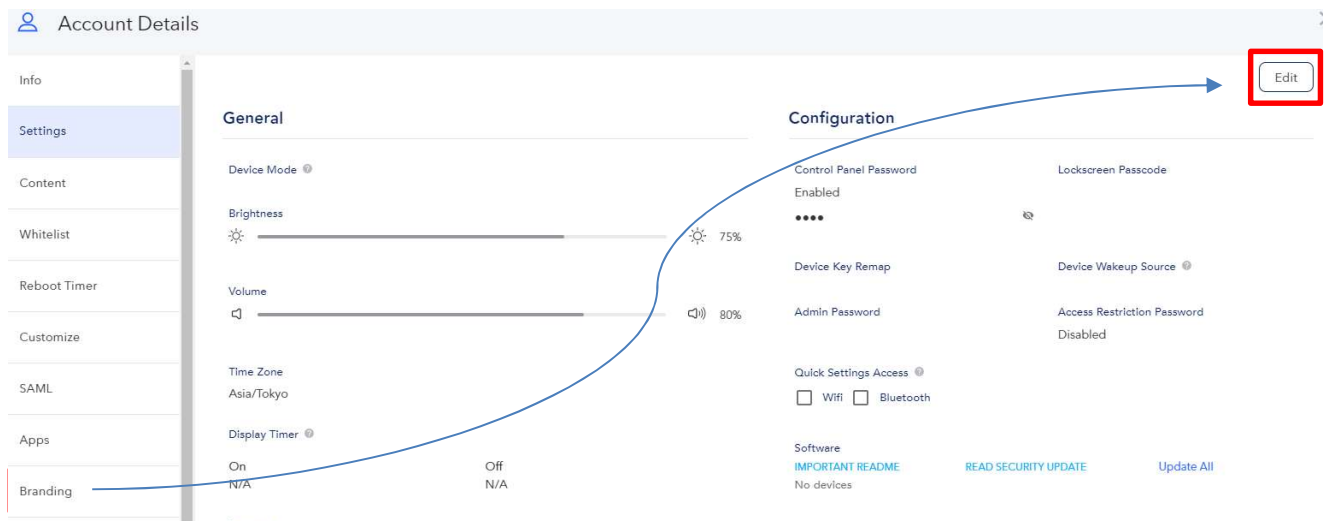 Account Details
Info
Settings
Content
Whitelist
Reboot Timer
Customize
SAML
Apps
Branding
Edit
General
Device Mode
Brightness
75%
Volume
80%
Time Zone
Asia/Tokyo
Display Timer
On Off
N/A N/A
Configuration
Control Panel Password Lockscreen Passcode
Enabled
••••
Device Key Remap Device Wakeup Source
Admin Password Access Restriction Password
Disabled
Quick Settings Access
Wifi Bluetooth
Software
IMPORTANT README READ SECURITY UPDATE Update All
No devices